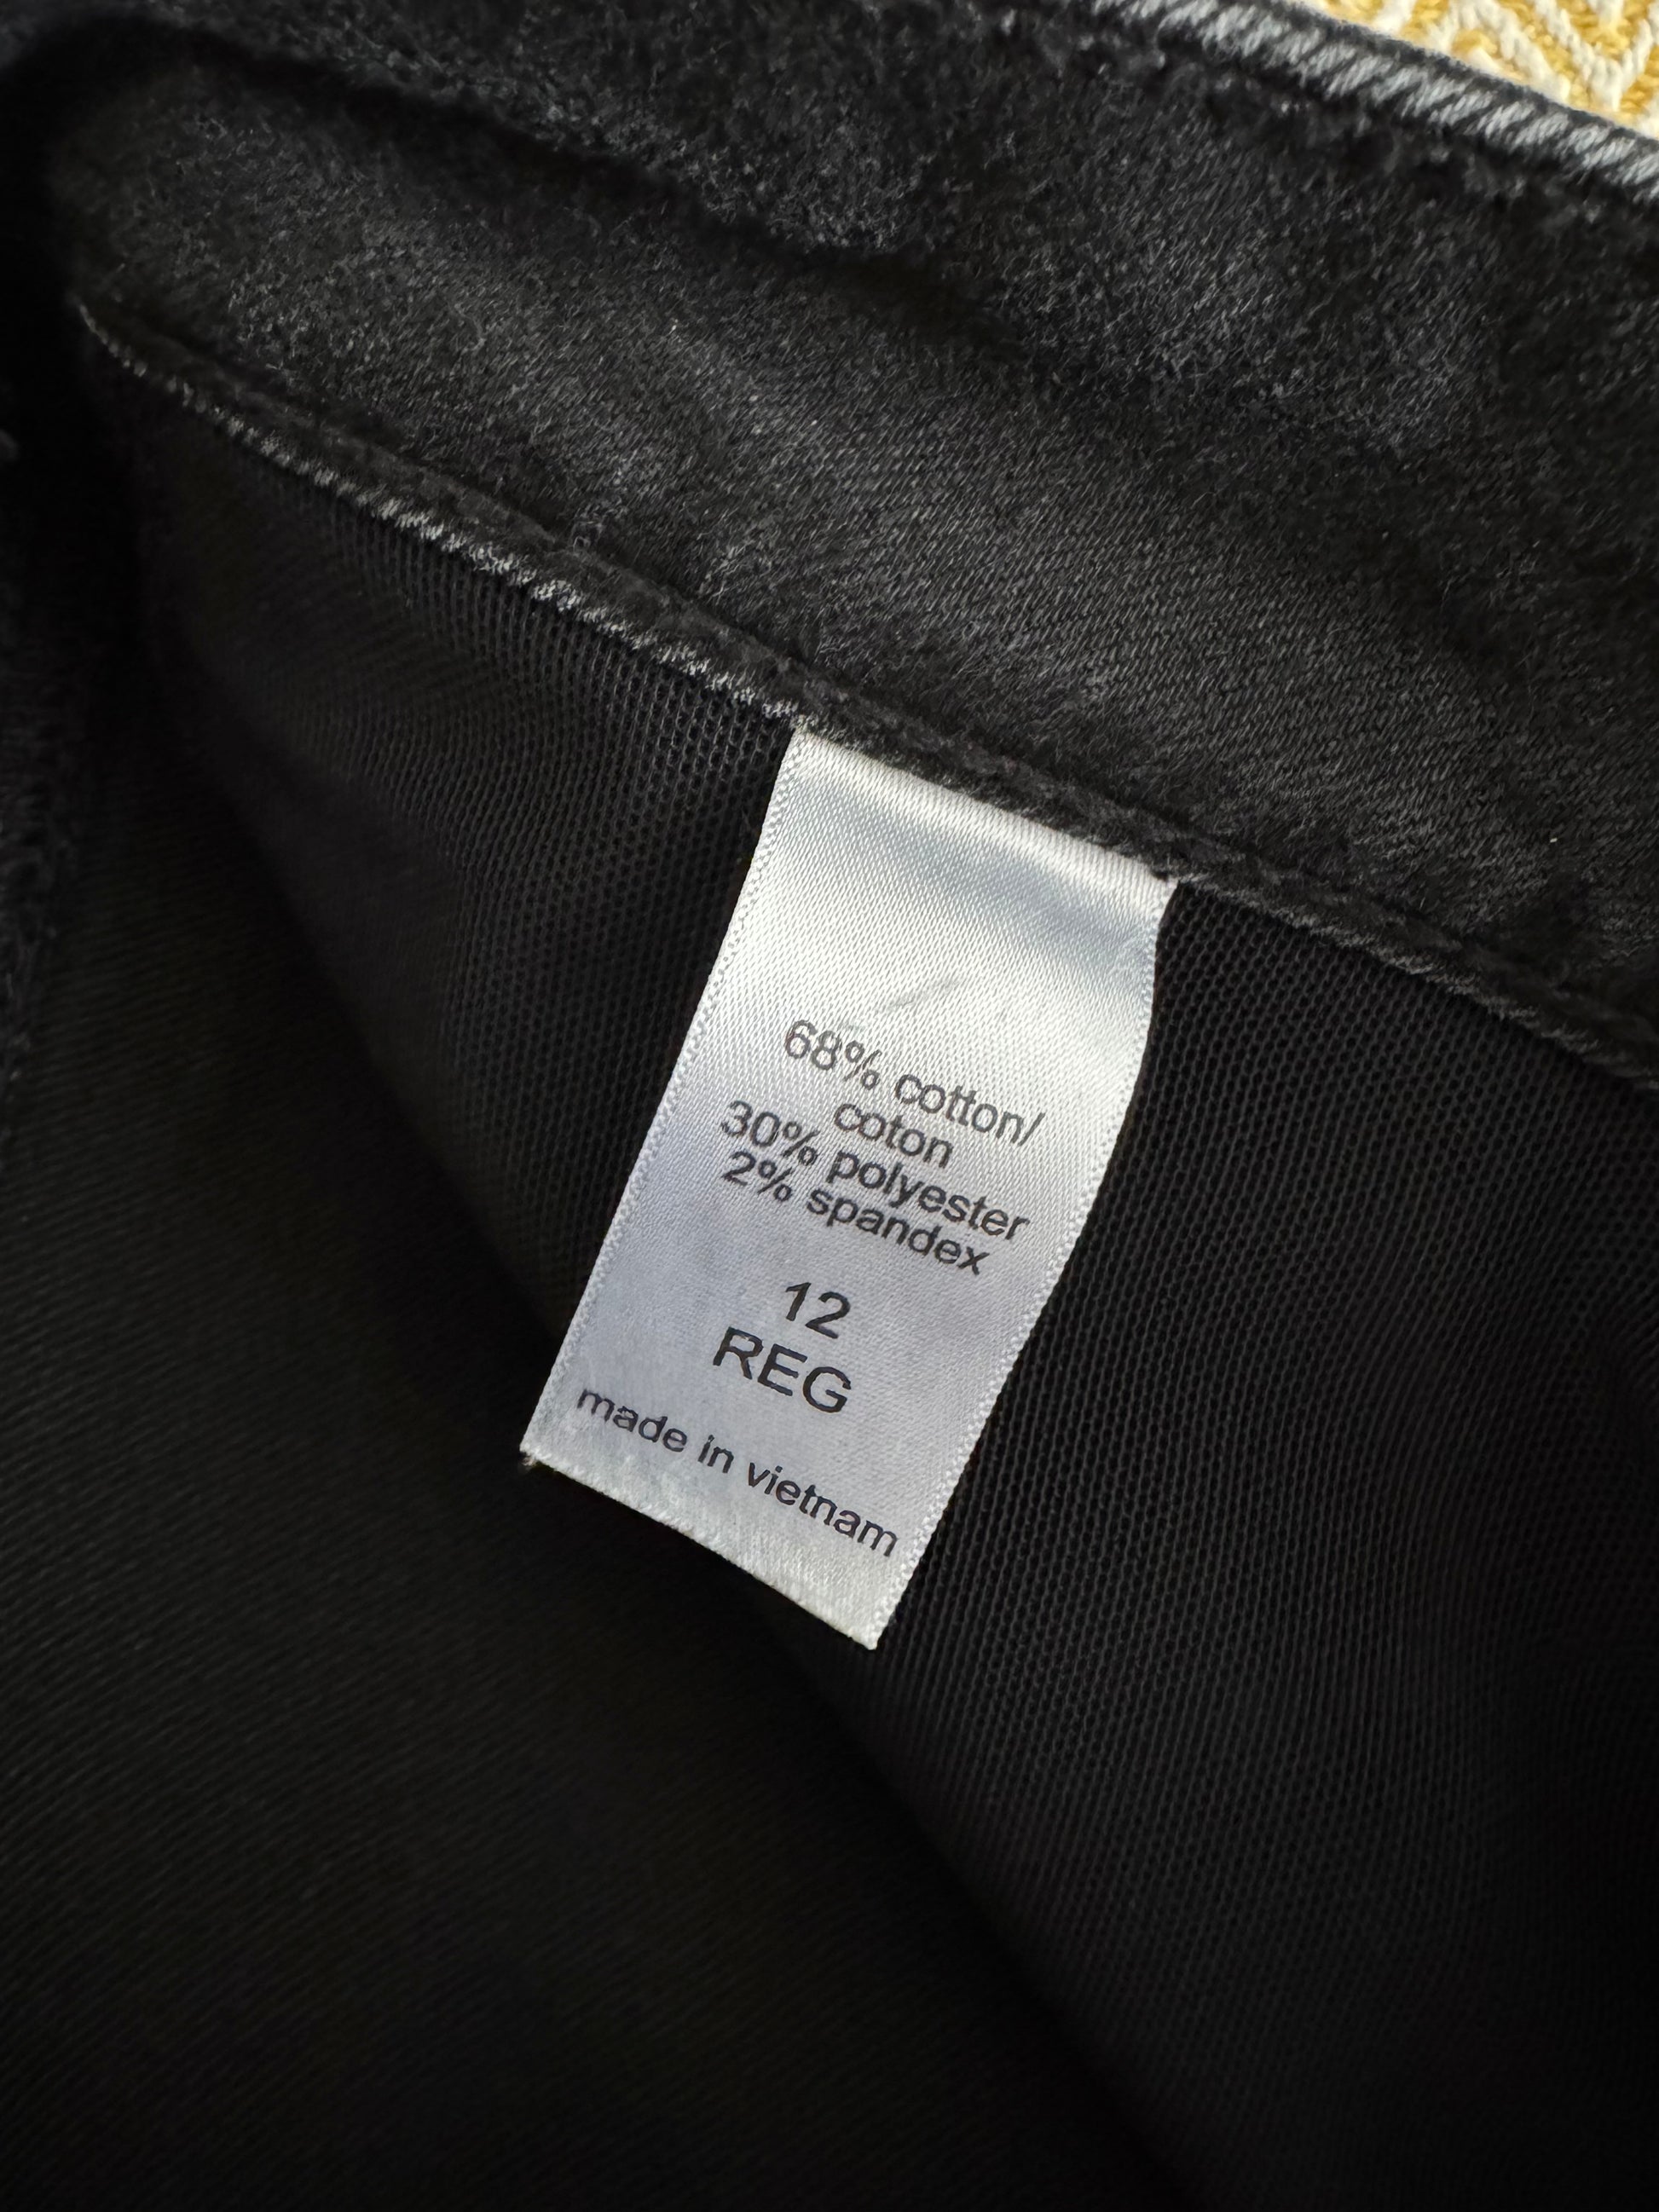 68% cotton/
coton
30% polyester
2% spandex
12
REG
made in vietnam